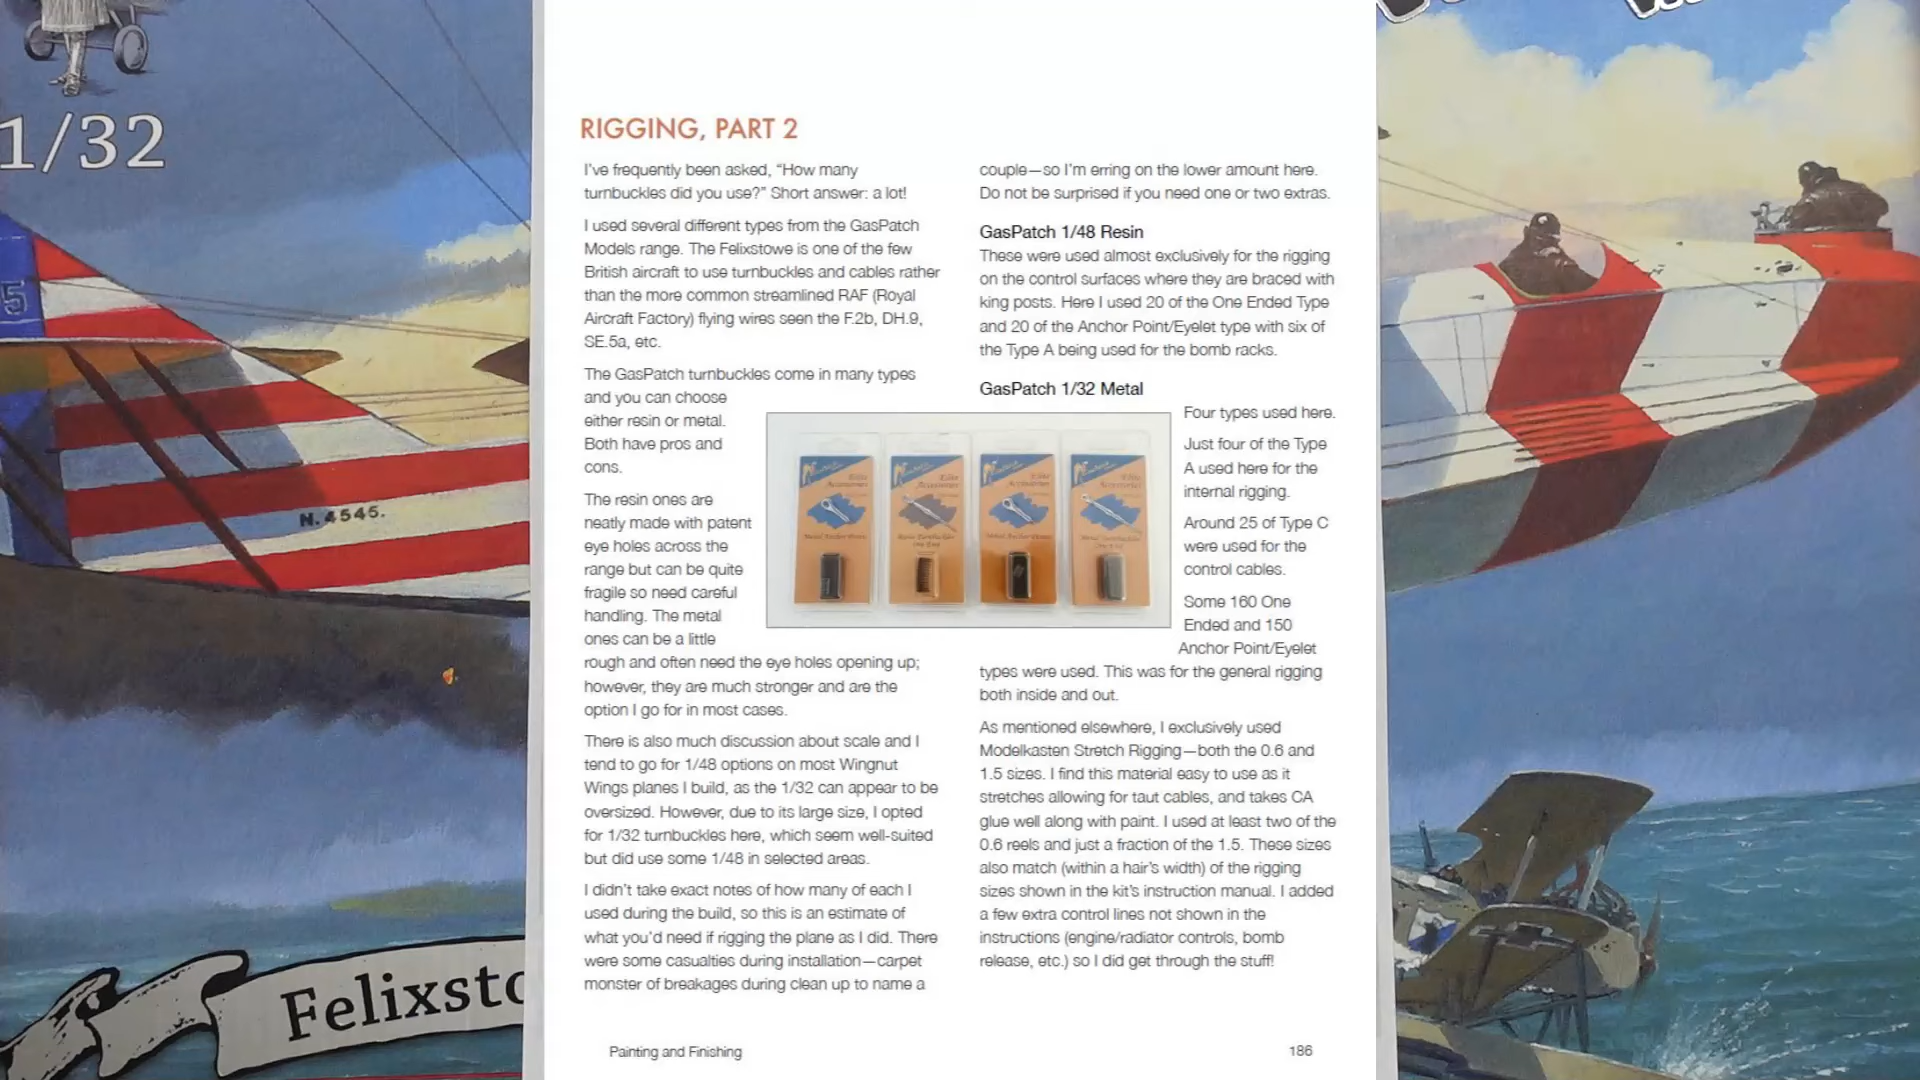 1/32
5
N.4545.
Felixsto
RIGGING, PART 2
I've frequently been asked, “How many
turnbuckles did you use?” Short answer: a lot!
I used several different types from the GasPatch
Models range. The Felixstowe is one of the few
British aircraft to use turnbuckles and cables rather
than the more common streamlined RAF (Royal
Aircraft Factory) flying wires seen the F.2b, DH.9,
SE.5a, etc.
The GasPatch turnbuckles come in many types
and you can choose
either resin or metal.
Both have pros and
cons.
The resin ones are
neatly made with patent
eye holes across the
range but can be quite
fragile so need careful
handling. The metal
ones can be a little
rough and often need the eye holes opening up;
however, they are much stronger and are the
option I go for in most cases.
There is also much discussion about scale and I
tend to go for 1/48 options on most Wingnut
Wings planes I build, as the 1/32 can appear to be
oversized. However, due to its large size, I opted
for 1/32 turnbuckles here, which seem well-suited
but did use some 1/48 in selected areas.
I didn't take exact notes of how many of each I
used during the build, so this is an estimate of
what you'd need if rigging the plane as I did. There
were some casualties during installation—carpet
monster of breakages during clean up to name a
couple—so I'm erring on the lower amount here.
Do not be surprised if you need one or two extras.
GasPatch 1/48 Resin
These were used almost exclusively for the rigging
on the control surfaces where they are braced with
king posts. Here I used 20 of the One Ended Type
and 20 of the Anchor Point/Eyelet type with six of
the Type A being used for the bomb racks.
GasPatch 1/32 Metal
Four types used here.
Just four of the Type
A used here for the
internal rigging.
Around 25 of Type C
were used for the
control cables.
Some 160 One
Ended and 150
Anchor Point/Eyelet
types were used. This was for the general rigging
both inside and out.
As mentioned elsewhere, I exclusively used
Modelkasten Stretch Rigging—both the 0.6 and
1.5 sizes. I find this material easy to use as it
stretches allowing for taut cables, and takes CA
glue well along with paint. I used at least two of the
0.6 reels and just a fraction of the 1.5. These sizes
also match (within a hair's width) of the rigging
sizes shown in the kit's instruction manual. I added
a few extra control lines not shown in the
instructions (engine/radiator controls, bomb
release, etc.) so I did get through the stuff!
Elite
Accessories
Metal Anchor Points
Elite
Accessories
Resin Turnbuckles
One End
Elite
Accessories
Metal Anchor Points
Elite
Accessories
Metal Turnbuckles
One End
Painting and Finishing
186